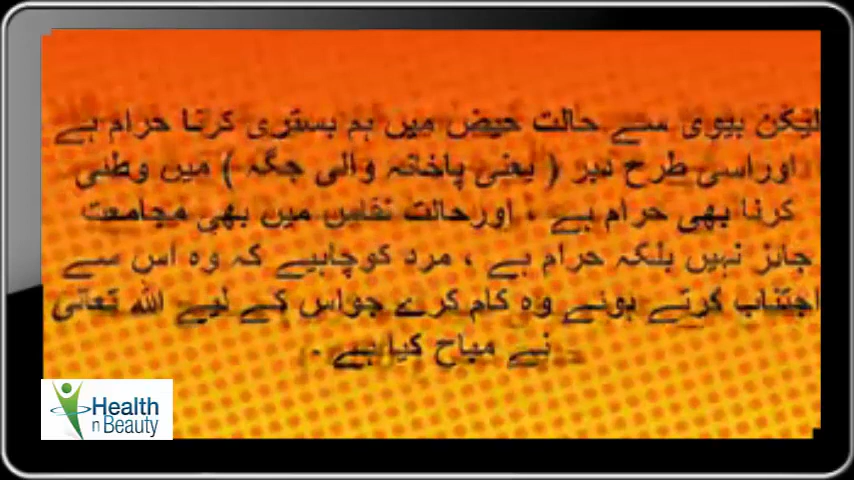 لیکن بیوی سے حالت حیض میں ہم بستری کرنا حرام ہے
اوراسی طرح دبر ( یعنی پاخانہ والی جگہ ) میں وطئی
کرنا بھی حرام ہے ، اورحالت نفاس میں بھی مجامعت
جائز نہیں بلکہ حرام ہے ، مرد کوچاہیے کہ وہ اس سے
اجتناب کرتے ہوئے وہ کام کرے جواس کے لیے اللہ تعالی
نے مباح کیا ہے ۔
Health
n Beauty